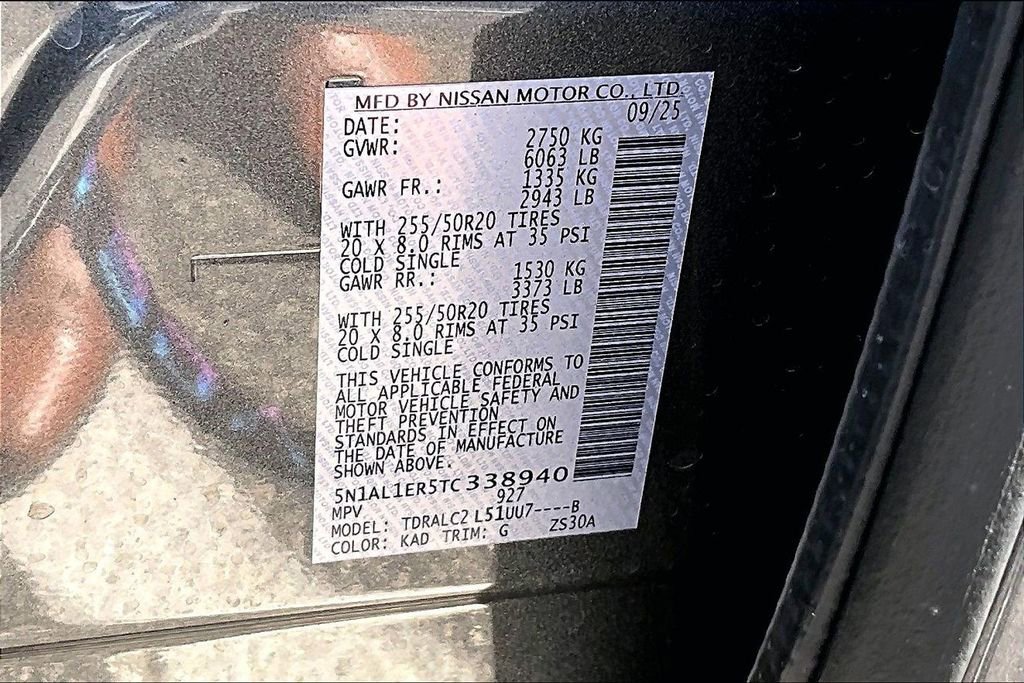 MFD BY NISSAN MOTOR CO., LTD.
DATE: 09/25
GVWR: 2750 KG
6063 LB
GAWR FR.: 1335 KG
2943 LB
WITH 255/50R20 TIRES
20 X 8.0 RIMS AT 35 PSI
COLD SINGLE
GAWR RR.: 1530 KG
3373 LB
WITH 255/50R20 TIRES
20 X 8.0 RIMS AT 35 PSI
COLD SINGLE
THIS VEHICLE CONFORMS TO
ALL APPLICABLE FEDERAL
MOTOR VEHICLE SAFETY AND
THEFT PREVENTION
STANDARDS IN EFFECT ON
THE DATE OF MANUFACTURE
SHOWN ABOVE.
5N1AL1ER5TC338940
MPV 927
MODEL: TDRALC2 L51UU7----B
COLOR: KAD TRIM: G ZS30A